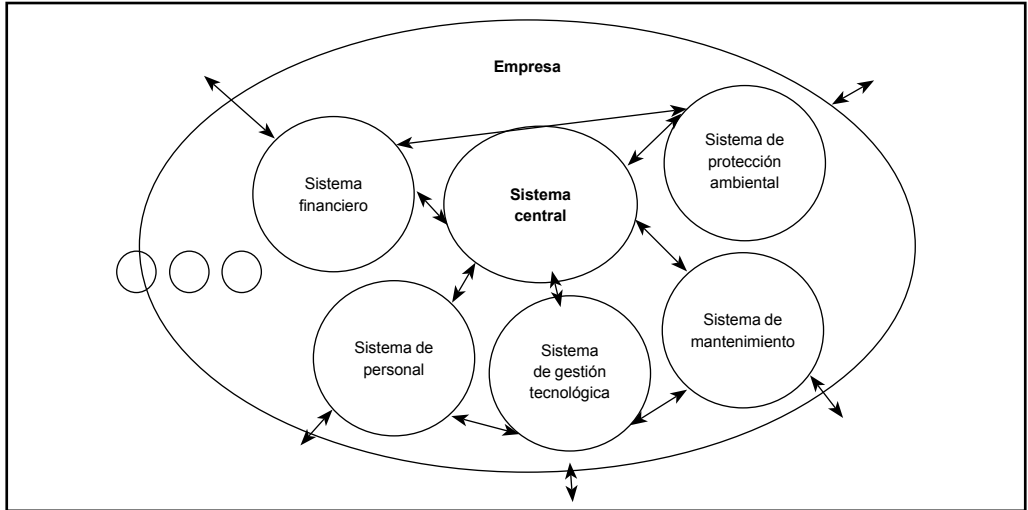 Empresa
Sistema de
protección
ambiental
Sistema
financiero
Sistema
central
Sistema de
mantenimiento
Sistema de
personal
Sistema
de gestión
tecnológica